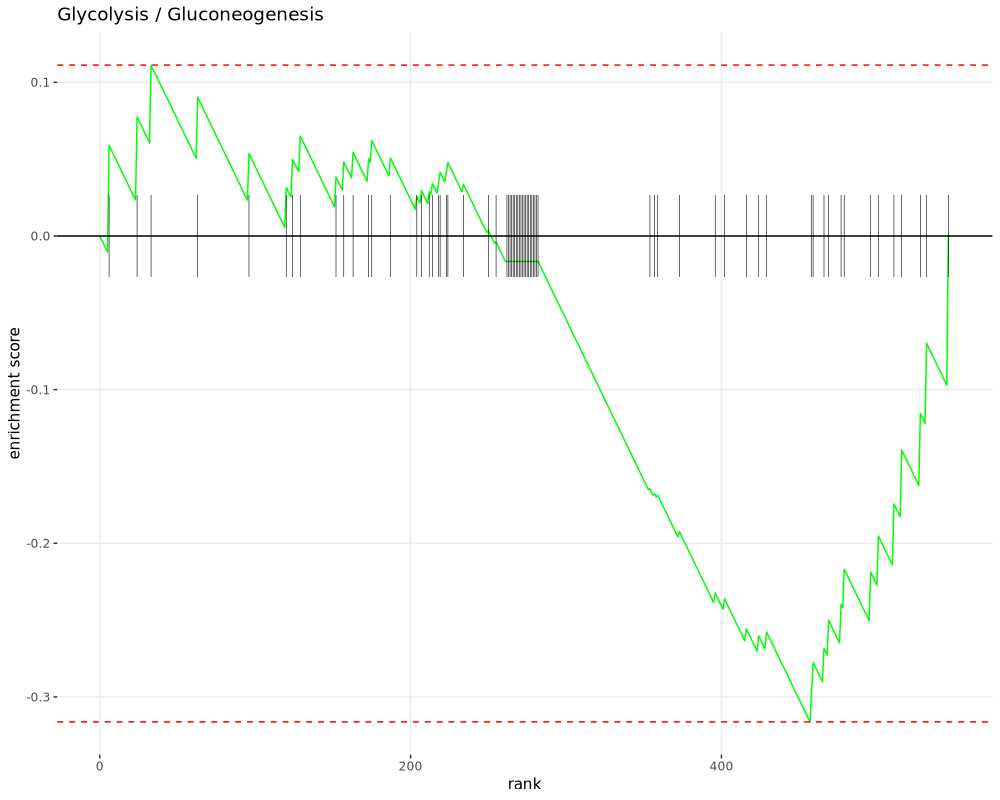 Glycolysis / Gluconeogenesis
0.1
0.0
-0.1
-0.2
-0.3
enrichment score
0
200
400
rank